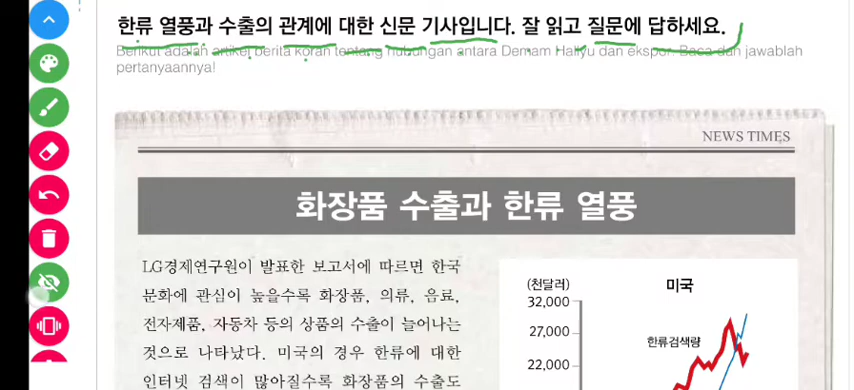 한류 열풍과 수출의 관계에 대한 신문 기사입니다. 잘 읽고 질문에 답하세요.
Berikut adalah artikel berita koran tentang hubungan antara Demam Hallyu dan ekspor. Baca dan jawablah
pertanyaannya!
NEWS TIMES
화장품 수출과 한류 열풍
LG경제연구원이 발표한 보고서에 따르면 한국
문화에 관심이 높을수록 화장품, 의류, 음료,
전자제품, 자동차 등의 상품의 수출이 늘어나는
것으로 나타났다. 미국의 경우 한류에 대한
인터넷 검색이 많아질수록 화장품의 수출도
(천달러)
미국
32,000
27,000
한류검색량
22,000